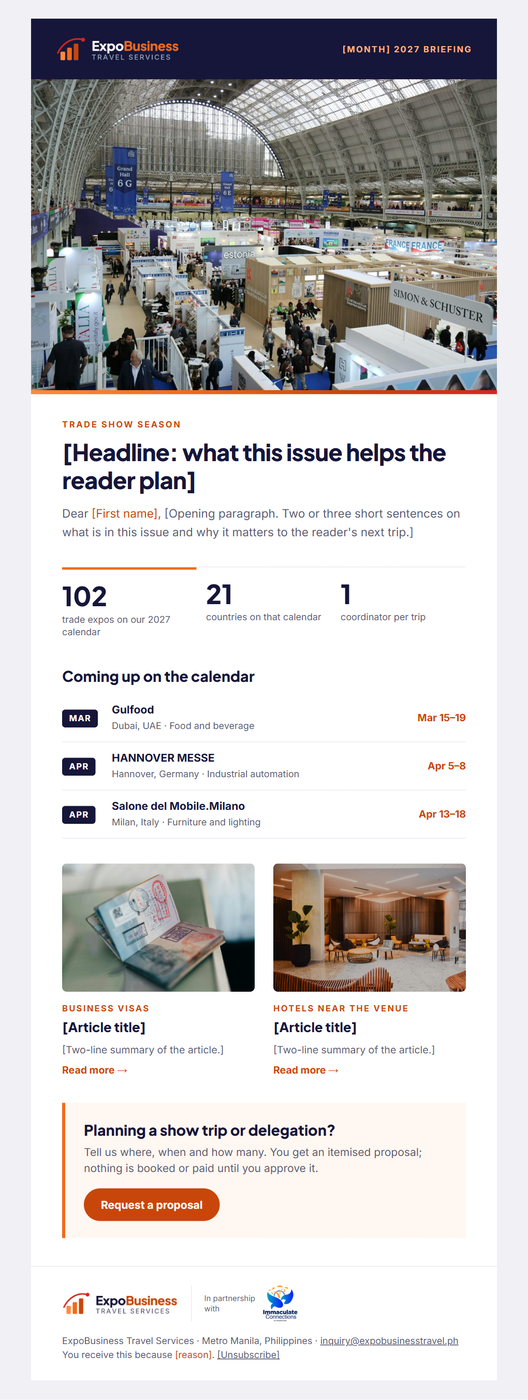 ExpoBusiness
TRAVEL SERVICES
[MONTH] 2027 BRIEFING
Grand
Hall
6 G
6 E
estonia
FRANCE FRANCE
SIMON & SCHUSTER
TRADE SHOW SEASON
[Headline: what this issue helps the
reader plan]
Dear [First name], [Opening paragraph. Two or three short sentences on
what is in this issue and why it matters to the reader's next trip.]
102
trade expos on our 2027
calendar
21
countries on that calendar
1
coordinator per trip
Coming up on the calendar
MAR
Gulfood
Dubai, UAE · Food and beverage
Mar 15–19
APR
HANNOVER MESSE
Hannover, Germany · Industrial automation
Apr 5–8
APR
Salone del Mobile.Milano
Milan, Italy · Furniture and lighting
Apr 13–18
BUSINESS VISAS
[Article title]
[Two-line summary of the article.]
Read more →
HOTELS NEAR THE VENUE
[Article title]
[Two-line summary of the article.]
Read more →
Planning a show trip or delegation?
Tell us where, when and how many. You get an itemised proposal;
nothing is booked or paid until you approve it.
Request a proposal
ExpoBusiness
TRAVEL SERVICES
In partnership
with
Immaculate
Connections
ExpoBusiness Travel Services · Metro Manila, Philippines · inquiry@expobusinesstravel.ph
You receive this because [reason]. [Unsubscribe]